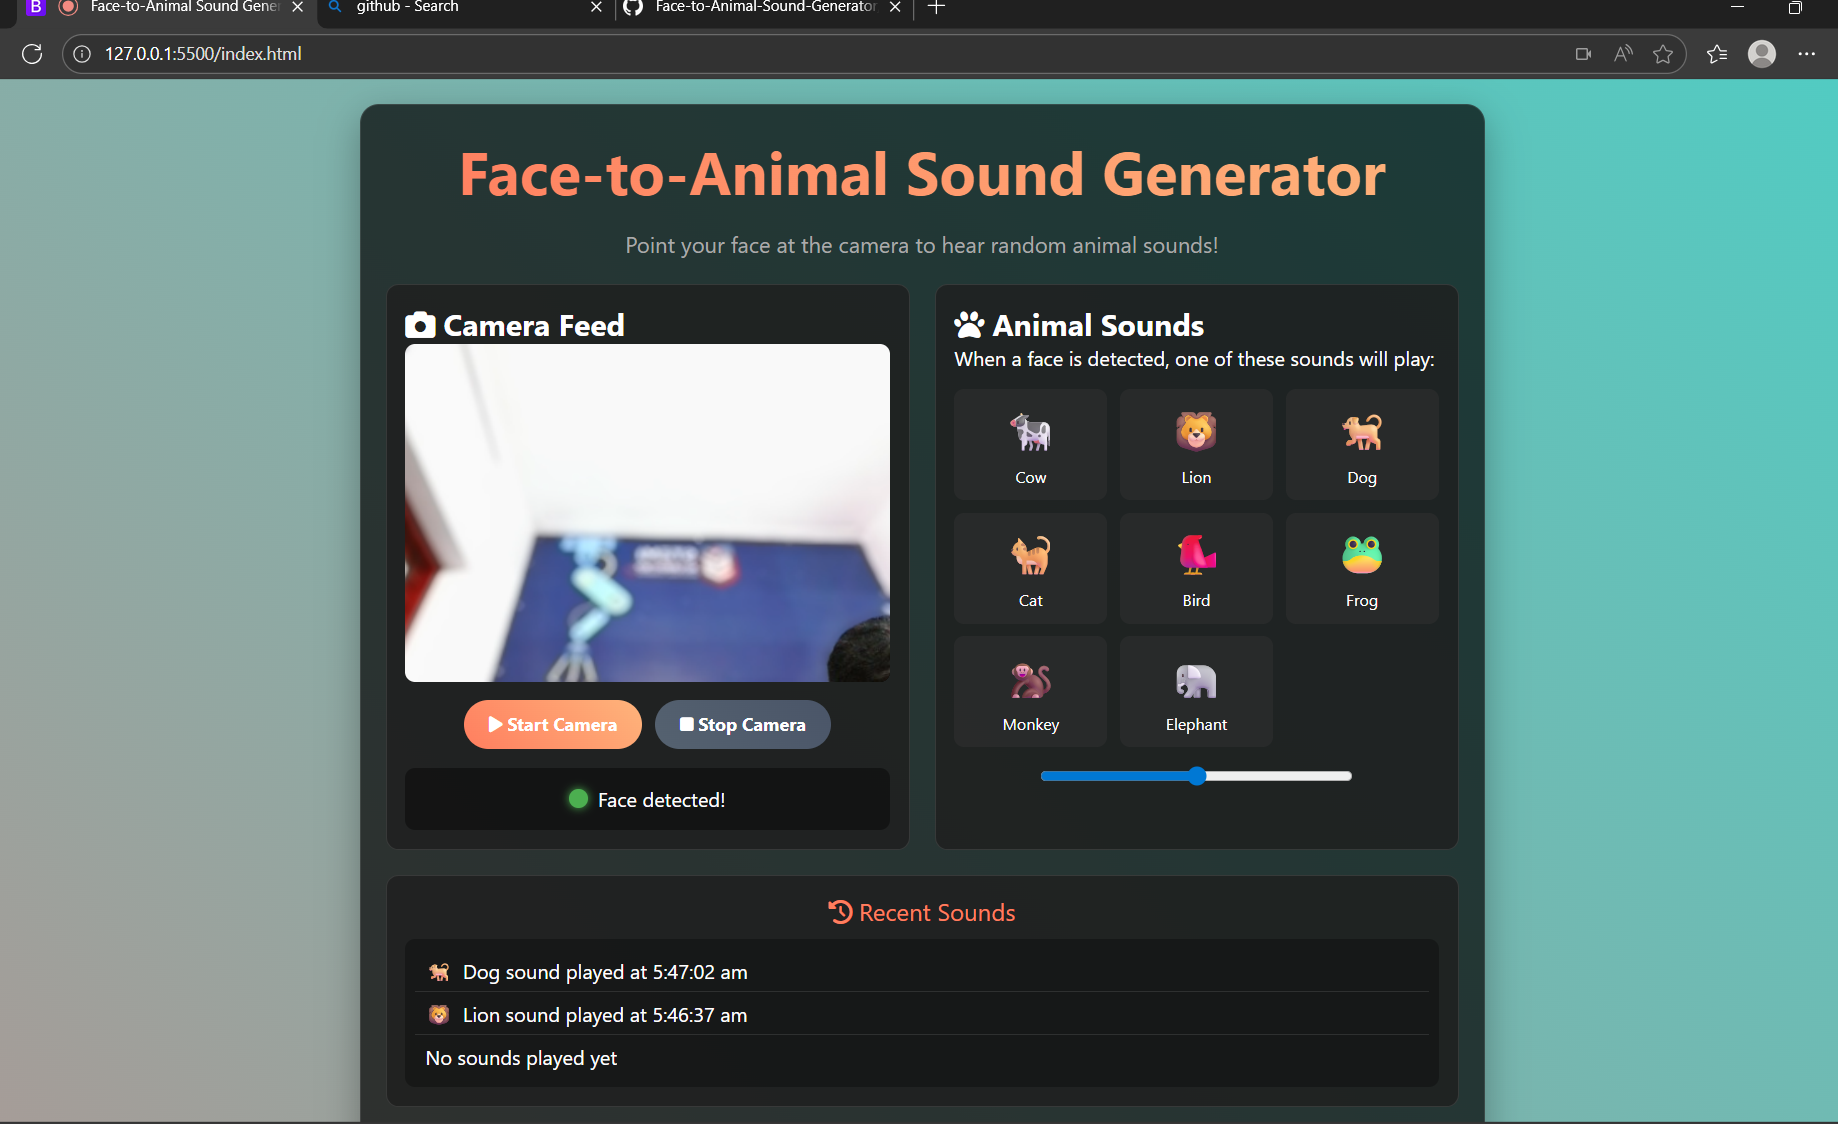 B Face-to-Animal Sound Gener
github - Search
Face-to-Animal-Sound-Generator
127.0.0.1:5500/index.html
Face-to-Animal Sound Generator
Point your face at the camera to hear random animal sounds!
Camera Feed
Start Camera
Stop Camera
Face detected!
Animal Sounds
When a face is detected, one of these sounds will play:
Cow
Lion
Dog
Cat
Bird
Frog
Monkey
Elephant
Recent Sounds
Dog sound played at 5:47:02 am
Lion sound played at 5:46:37 am
No sounds played yet